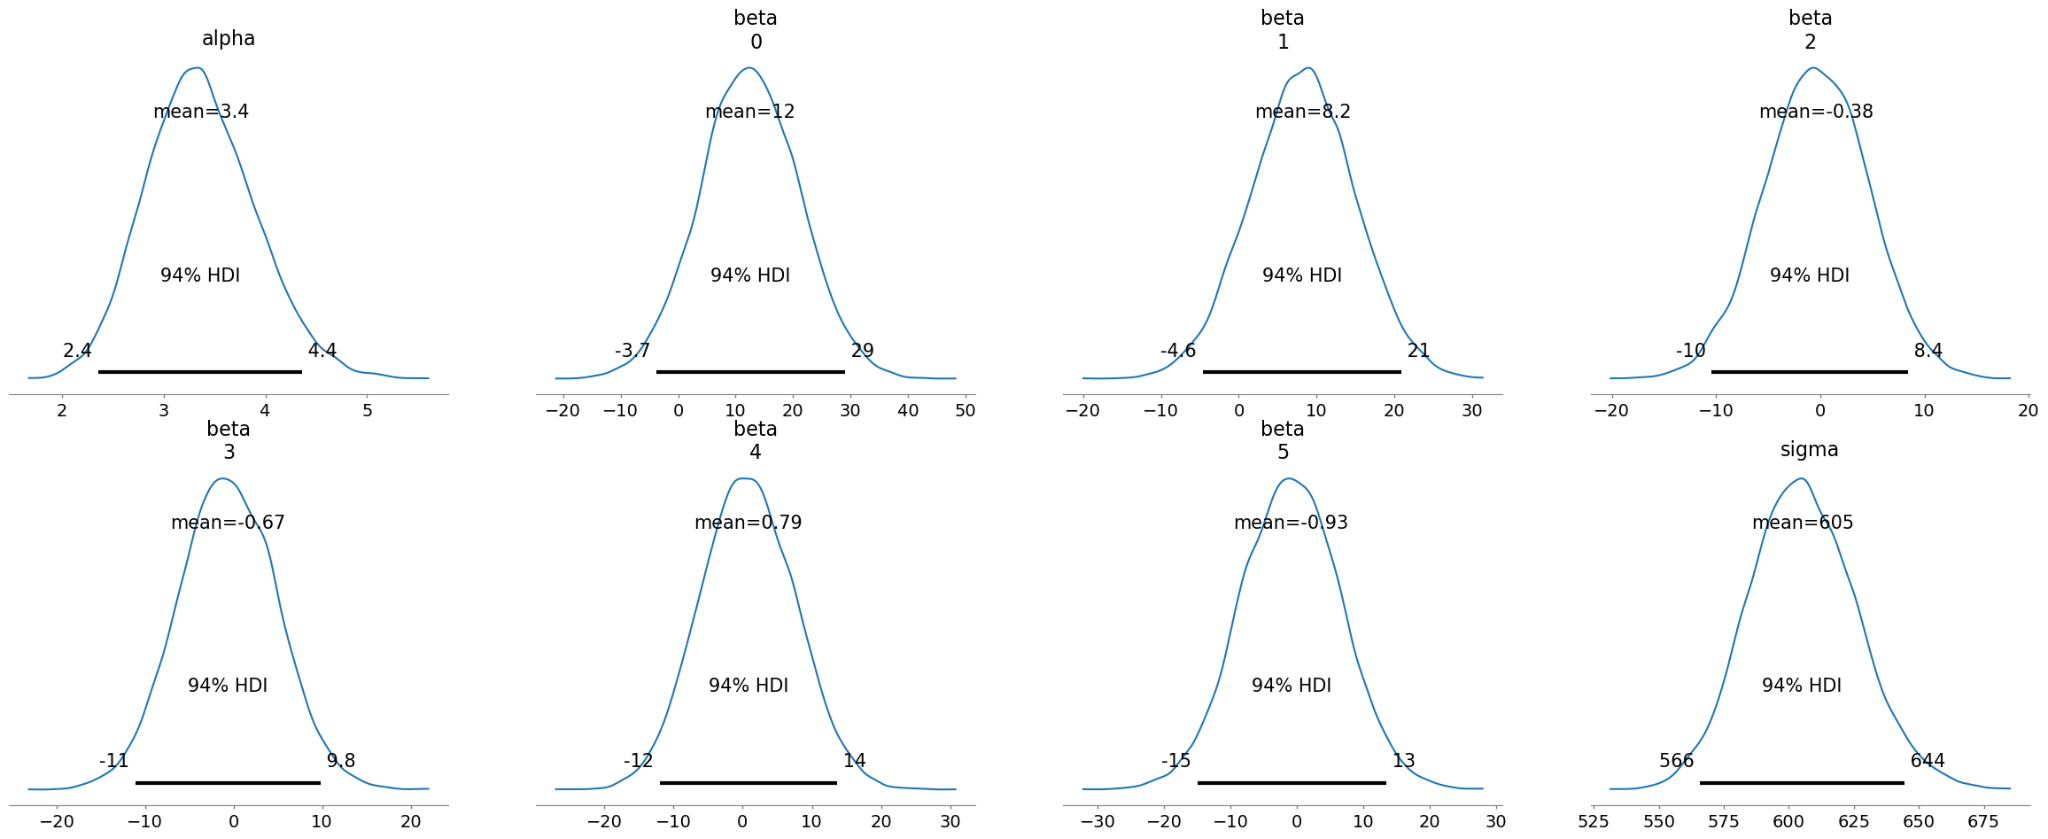 alpha
mean=3.4
94% HDI
2.4 4.4
2 3 4 5
beta
0
mean=12
94% HDI
-3.7 29
−20 −10 0 10 20 30 40 50
beta
1
mean=8.2
94% HDI
-4.6 21
−20 −10 0 10 20 30
beta
2
mean=-0.38
94% HDI
-10 8.4
−20 −10 0 10 20
beta
3
mean=-0.67
94% HDI
-11 9.8
−20 −10 0 10 20
beta
4
mean=0.79
94% HDI
-12 14
−20 −10 0 10 20 30
beta
5
mean=-0.93
94% HDI
-15 13
−30 −20 −10 0 10 20 30
sigma
mean=605
94% HDI
566 644
525 550 575 600 625 650 675